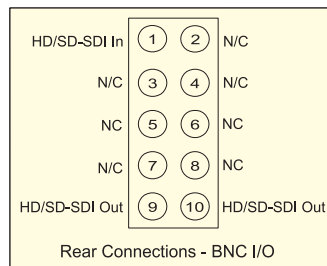 HD/SD-SDI In 1 2 N/C
N/C 3 4 N/C
NC 5 6 NC
N/C 7 8 NC
HD/SD-SDI Out 9 10 HD/SD-SDI Out
Rear Connections - BNC I/O